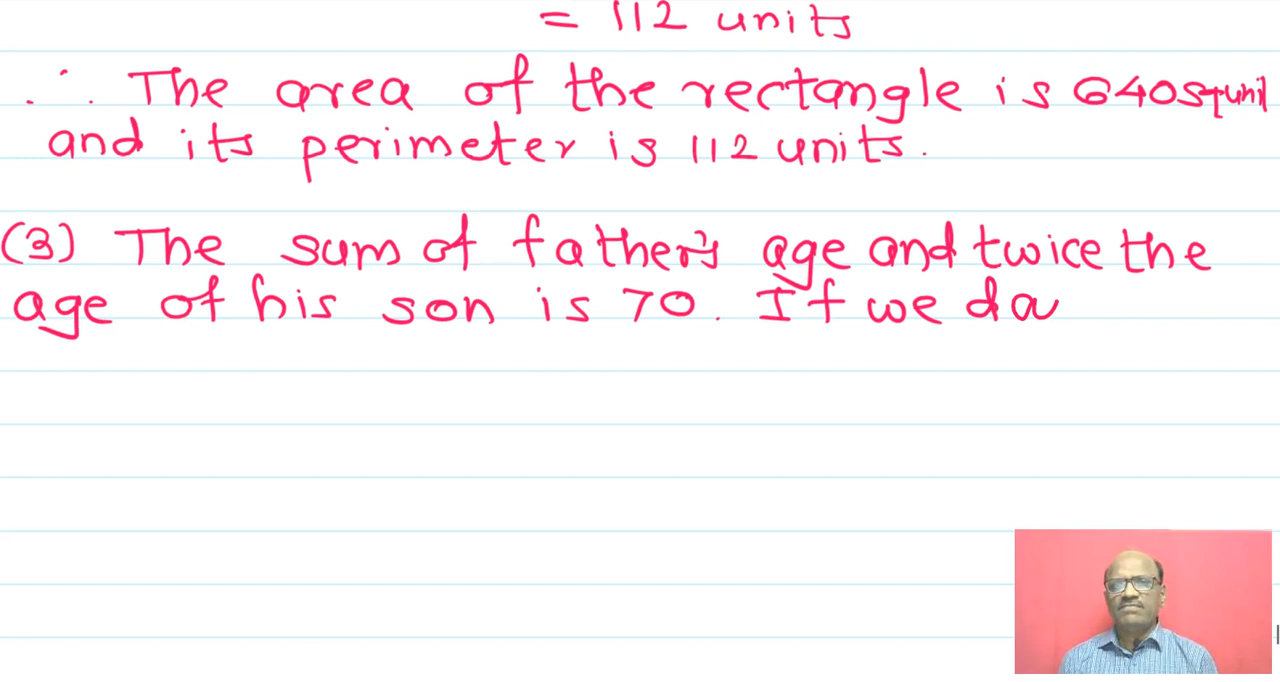 = 112 units
∴ The area of the rectangle is 640 sq unit
and its perimeter is 112 units.
(3) The sum of father's age and twice the
age of his son is 70. If we da